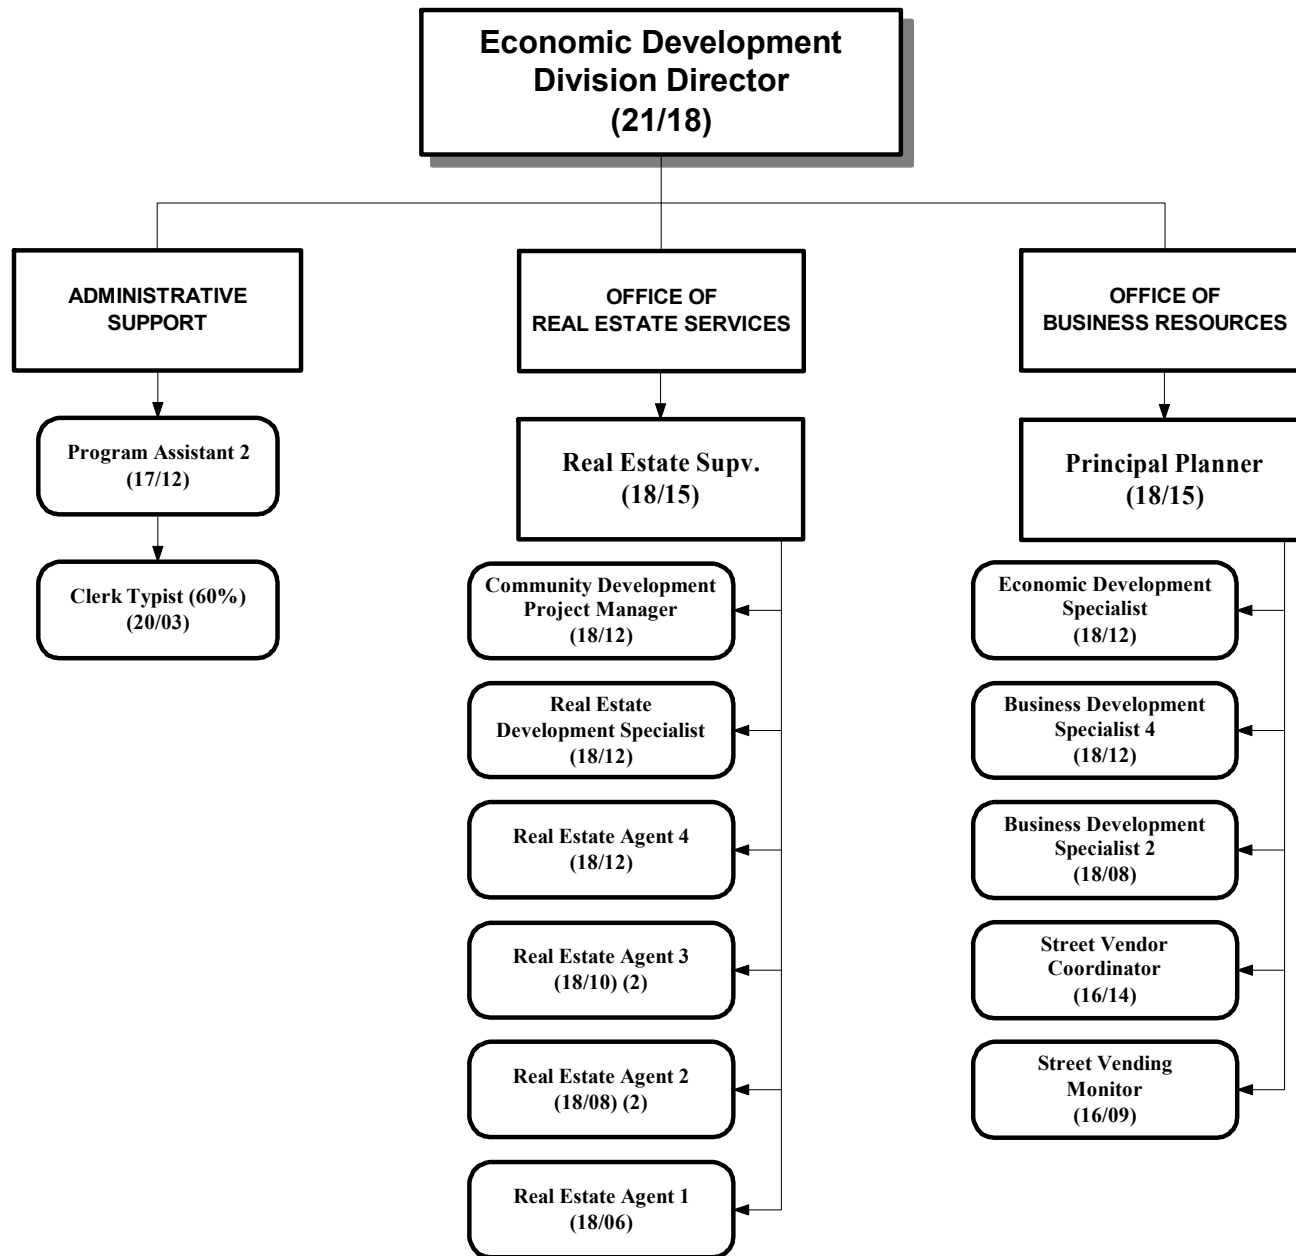 Economic Development
Division Director
(21/18)
ADMINISTRATIVE
SUPPORT
Program Assistant 2
(17/12)
Clerk Typist (60%)
(20/03)
OFFICE OF
REAL ESTATE SERVICES
Real Estate Supv.
(18/15)
Community Development
Project Manager
(18/12)
Real Estate
Development Specialist
(18/12)
Real Estate Agent 4
(18/12)
Real Estate Agent 3
(18/10) (2)
Real Estate Agent 2
(18/08) (2)
Real Estate Agent 1
(18/06)
OFFICE OF
BUSINESS RESOURCES
Principal Planner
(18/15)
Economic Development
Specialist
(18/12)
Business Development
Specialist 4
(18/12)
Business Development
Specialist 2
(18/08)
Street Vendor
Coordinator
(16/14)
Street Vending
Monitor
(16/09)